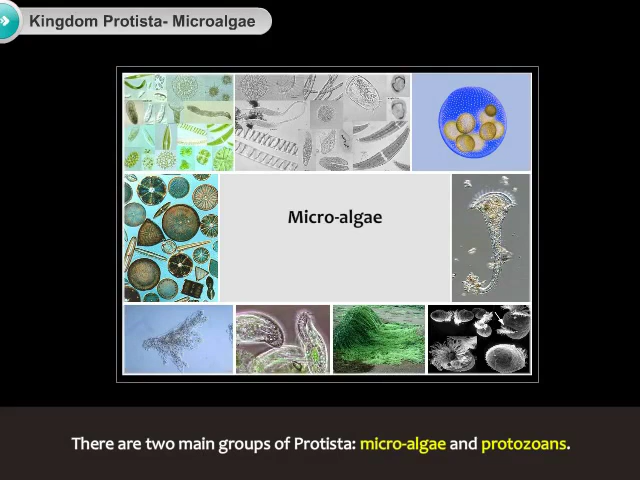 Kingdom Protista- Microalgae
Micro-algae
There are two main groups of Protista: micro-algae and protozoans.